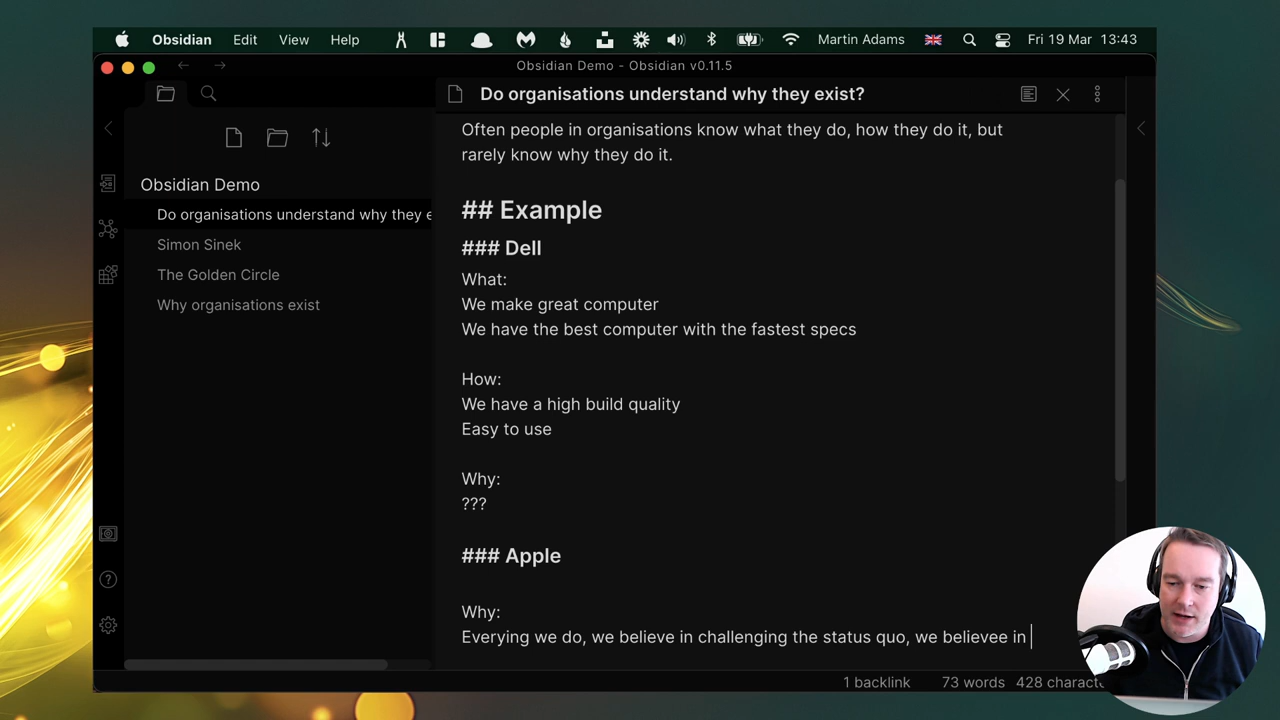 Obsidian Edit View Help Martin Adams Fri 19 Mar 13:43
Obsidian Demo - Obsidian v0.11.5
Do organisations understand why they exist?
Obsidian Demo
Do organisations understand why they e
Simon Sinek
The Golden Circle
Why organisations exist
Often people in organisations know what they do, how they do it, but
rarely know why they do it.
## Example
### Dell
What:
We make great computer
We have the best computer with the fastest specs
How:
We have a high build quality
Easy to use
Why:
???
### Apple
Why:
Everying we do, we believe in challenging the status quo, we believee in
1 backlink 73 words 428 characte